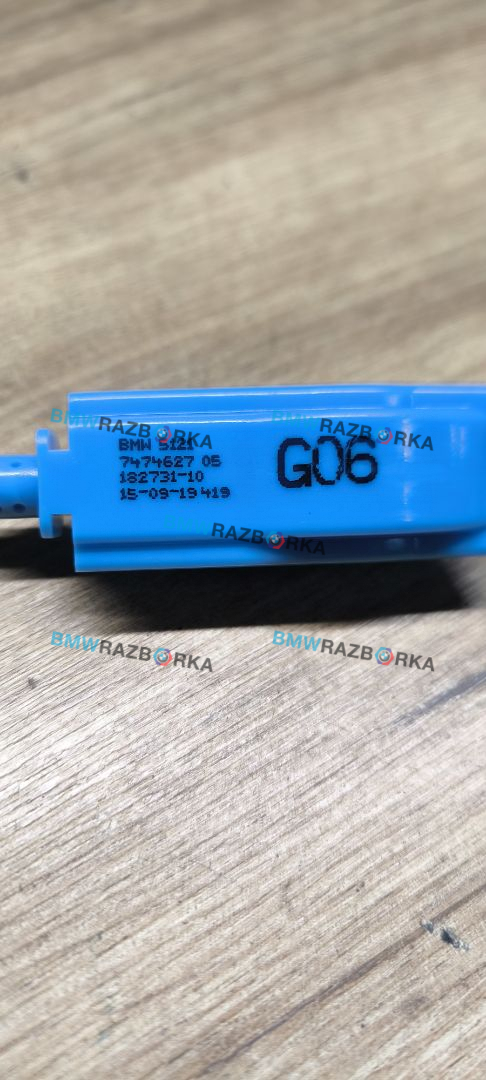 BMWRAZBORKA
BMWRAZBORKA
BMW 5121
7474627 05
182731-10
15-09-19 419
G06
BMWRAZBORKA
BMWRAZBORKA
BMWRAZBORKA